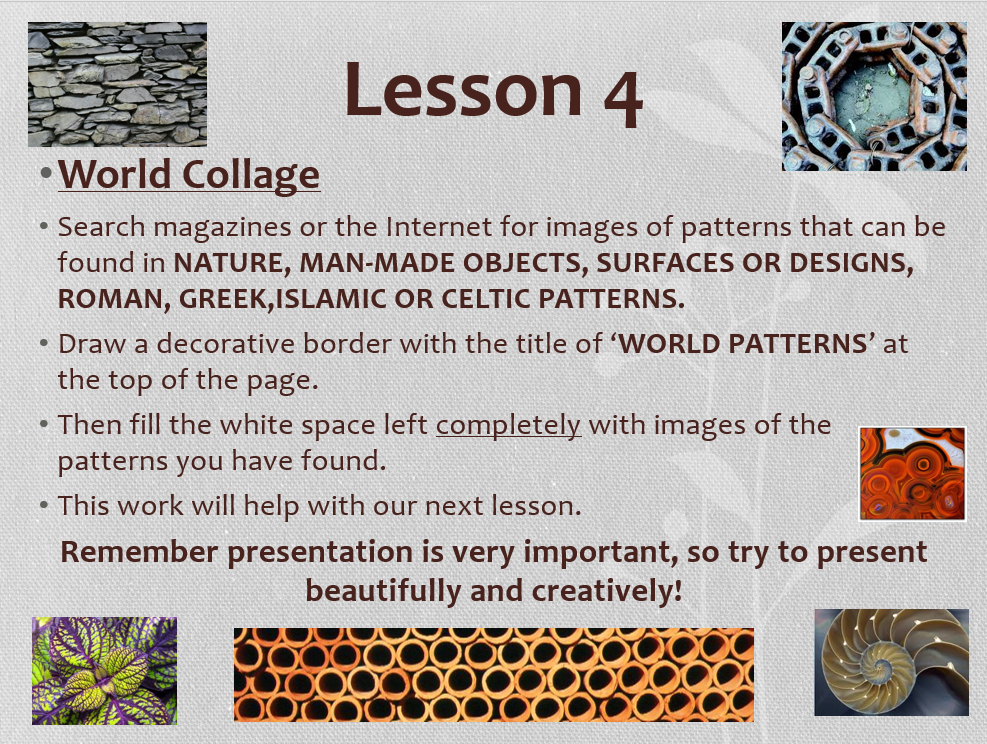 Lesson 4
•World Collage
• Search magazines or the Internet for images of patterns that can be
found in NATURE, MAN-MADE OBJECTS, SURFACES OR DESIGNS,
ROMAN, GREEK,ISLAMIC OR CELTIC PATTERNS.
• Draw a decorative border with the title of ‘WORLD PATTERNS’ at
the top of the page.
• Then fill the white space left completely with images of the
patterns you have found.
• This work will help with our next lesson.
Remember presentation is very important, so try to present
beautifully and creatively!